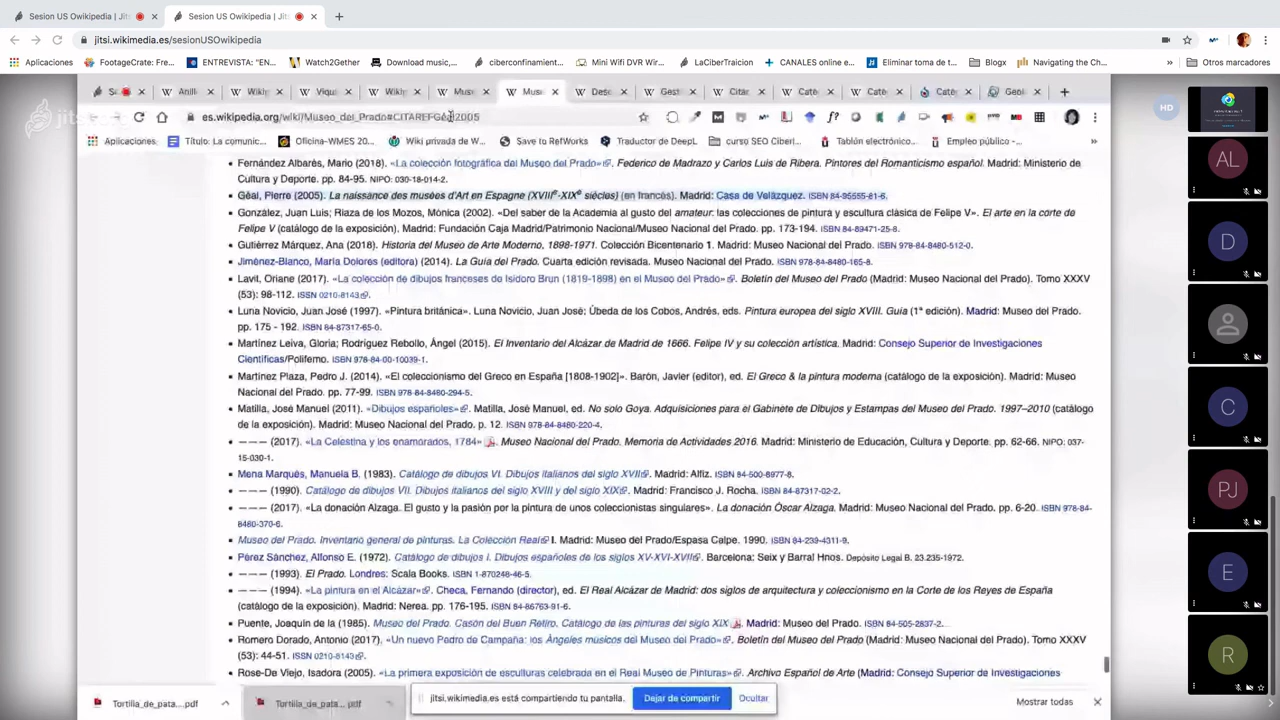 Sesion US Owikipedia | Jit
Sesion US Owikipedia | Jit
jitsi.wikimedia.es/sesionUSOwikipedia
Aplicaciones FootageCrate: Fre... ENTREVISTA: "EN... Watch2Gether Download music,... ciberconfinamien... Mini Wifi DVR Wir... LaCiberTraicion CANALES online e... Eliminar toma de ... Blogx Navigating the Ch... Otros marcadores
Anill Wikip Viqui Wikip Muse Muse Desc Gest Citar Cate Cate Cate Geol
es.wikipedia.org/wiki/Museo_del_Prado#CITAREFGéal2005
HD
Aplicaciones Título: La comunic... Oficina-WMES 20... Wiki privada de W... Save to RefWorks Traductor de Goo... curso SEO Ciberl... Tablón electrónico... Empleo público -...
Fernández Albarés, Mario (2018). «La colección fotográfica del Museo del Prado». Federico de Madrazo y Carlos Luis de Ribera. Pintores del Romanticismo español. Madrid: Ministerio de
Cultura y Deporte. pp. 84-95. NIPO: 030-18-014-2.
Géal, Pierre (2005). La naissance des musées d'Art en Espagne (XVIIIe-XIXe siècles) (en francés). Madrid: Casa de Velázquez. ISBN 84-95555-81-6.
González, Juan Luis; Riaza de los Mozos, Mónica (2002). «Del saber de la Academia al gusto del amateur: las colecciones de pintura y escultura clásica de Felipe V». El arte en la corte de
Felipe V (catálogo de la exposición). Madrid: Fundación Caja Madrid/Patrimonio Nacional/Museo Nacional del Prado. pp. 173-194. ISBN 84-89471-25-8.
Gutiérrez Márquez, Ana (2018). Historia del Museo de Arte Moderno, 1898-1971. Colección Bicentenario 1. Madrid: Museo Nacional del Prado. ISBN 978-84-8480-512-0.
Jiménez-Blanco, María Dolores (editora) (2014). La Guía del Prado. Cuarta edición revisada. Museo Nacional del Prado. ISBN 978-84-8480-165-8.
Lavit, Oriane (2017). «La colección de dibujos franceses de Isidoro Brun (1819-1898) en el Museo del Prado». Boletín del Museo del Prado (Madrid: Museo Nacional del Prado). Tomo XXXV
(53): 98-112. ISSN 0210-8143.
Luna Novicio, Juan José (1997). «Pintura britanica». Luna Novicio, Juan José; Úbeda de los Cobos, Andrés, eds. Pintura europea del siglo XVIII. Guía (1ª edición). Madrid: Museo del Prado.
pp. 175 - 192. ISBN 84-87317-65-0.
Martínez Leiva, Gloria; Rodríguez Rebollo, Ángel (2015). El Inventario del Alcázar de Madrid de 1666. Felipe IV y su colección artística. Madrid: Consejo Superior de Investigaciones
Científicas/Polifemo. ISBN 978-84-00-10039-1.
Martínez Plaza, Pedro J. (2014). «El coleccionismo del Greco en España [1808-1902]». Barón, Javier (editor), ed. El Greco & la pintura moderna (catálogo de la exposición). Madrid: Museo
Nacional del Prado. pp. 77-99. ISBN 978-84-8480-294-5.
Matilla, José Manuel (2011). «Dibujos españoles». Matilla, José Manuel, ed. No solo Goya. Adquisiciones para el Gabinete de Dibujos y Estampas del Museo del Prado. 1997–2010 (catálogo
de la exposición). Madrid: Museo Nacional del Prado. p. 12. ISBN 978-84-8480-220-4.
——— (2017). «La Celestina y los enamorados, 1784» . Museo Nacional del Prado. Memoria de Actividades 2016. Madrid: Ministerio de Educación, Cultura y Deporte. pp. 62-66. NIPO: 037-
15-030-1.
Mena Marqués, Manuela B. (1983). Catálogo de dibujos VI. Dibujos italianos del siglo XVII. Madrid: Alfiz. ISBN 84-500-8977-8.
——— (1990). Catálogo de dibujos VII. Dibujos italianos del siglo XVIII y del siglo XIX. Madrid: Francisco J. Rocha. ISBN 84-87317-02-2.
——— (2017). «La donación Alzaga. El gusto y la pasión por la pintura de unos coleccionistas singulares». La donación Óscar Alzaga. Madrid: Museo Nacional del Prado. pp. 6-20. ISBN 978-84-
8480-370-6.
Museo del Prado. Inventario general de pinturas. La Colección Real I. Madrid: Museo del Prado/Espasa Calpe. 1990. ISBN 84-239-4311-9.
Pérez Sánchez, Alfonso E. (1972). Catálogo de dibujos I. Dibujos españoles de los siglos XV-XVI-XVII. Barcelona: Seix y Barral Hnos. Depósito Legal B. 23.235-1972.
——— (1993). El Prado. Londres: Scala Books. ISBN 1-870248-46-5.
——— (1994). «La pintura en el Alcázar». Checa, Fernando (director), ed. El Real Alcázar de Madrid: dos siglos de arquitectura y coleccionismo en la Corte de los Reyes de España
(catálogo de la exposición). Madrid: Nerea. pp. 176-195. ISBN 84-86763-91-6.
Puente, Joaquín de la (1985). Museo del Prado. Casón del Buen Retiro. Catálogo de las pinturas del siglo XIX . Madrid: Museo del Prado. ISBN 84-505-2837-2.
Romero Dorado, Antonio (2017). «Un nuevo Pedro de Campaña: los Ángeles músicos del Museo del Prado». Boletín del Museo del Prado (Madrid: Museo Nacional del Prado). Tomo XXXV
(53): 44-51. ISSN 0210-8143.
Rose-De Viejo, Isadora (2005). «La primera exposición de esculturas celebrada en el Real Museo de Pinturas». Archivo Español de Arte (Madrid: Consejo Superior de Investigaciones
AL
D
C
PJ
E
R
jitsi.wikimedia.es está compartiendo tu pantalla. Dejar de compartir Ocultar
Tortilla_de_pata....pdf Tortilla_de_pata....pdf Mostrar todas